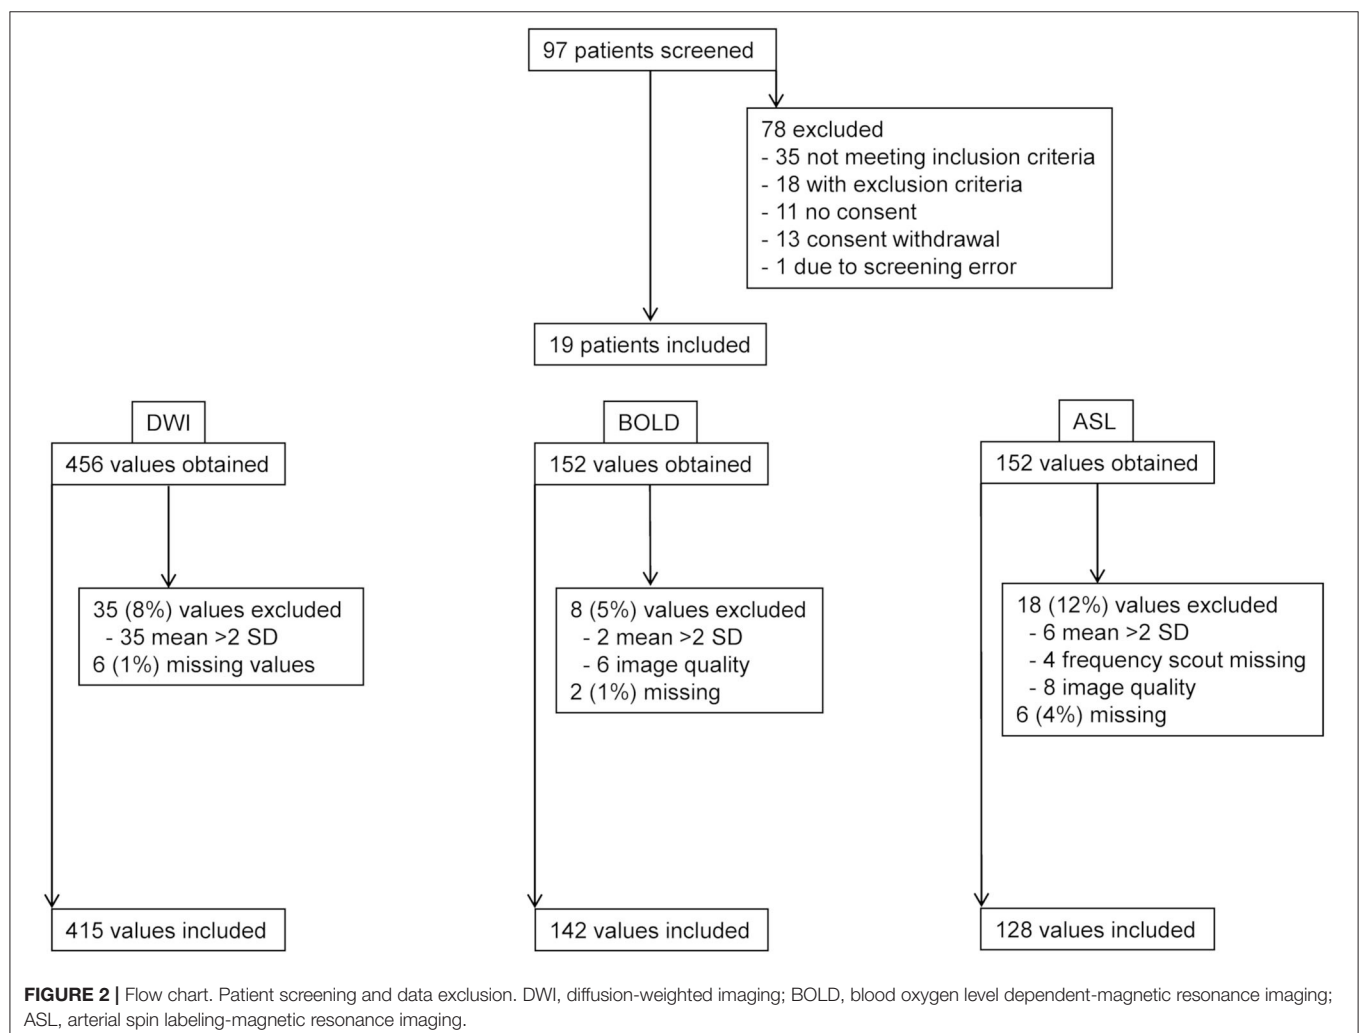 97 patients screened
78 excluded
- 35 not meeting inclusion criteria
- 18 with exclusion criteria
- 11 no consent
- 13 consent withdrawal
- 1 due to screening error
19 patients included
DWI
456 values obtained
35 (8%) values excluded
- 35 mean >2 SD
6 (1%) missing values
415 values included
BOLD
152 values obtained
8 (5%) values excluded
- 2 mean >2 SD
- 6 image quality
2 (1%) missing
142 values included
ASL
152 values obtained
18 (12%) values excluded
- 6 mean >2 SD
- 4 frequency scout missing
- 8 image quality
6 (4%) missing
128 values included
FIGURE 2 | Flow chart. Patient screening and data exclusion. DWI, diffusion-weighted imaging; BOLD, blood oxygen level dependent-magnetic resonance imaging;
ASL, arterial spin labeling-magnetic resonance imaging.